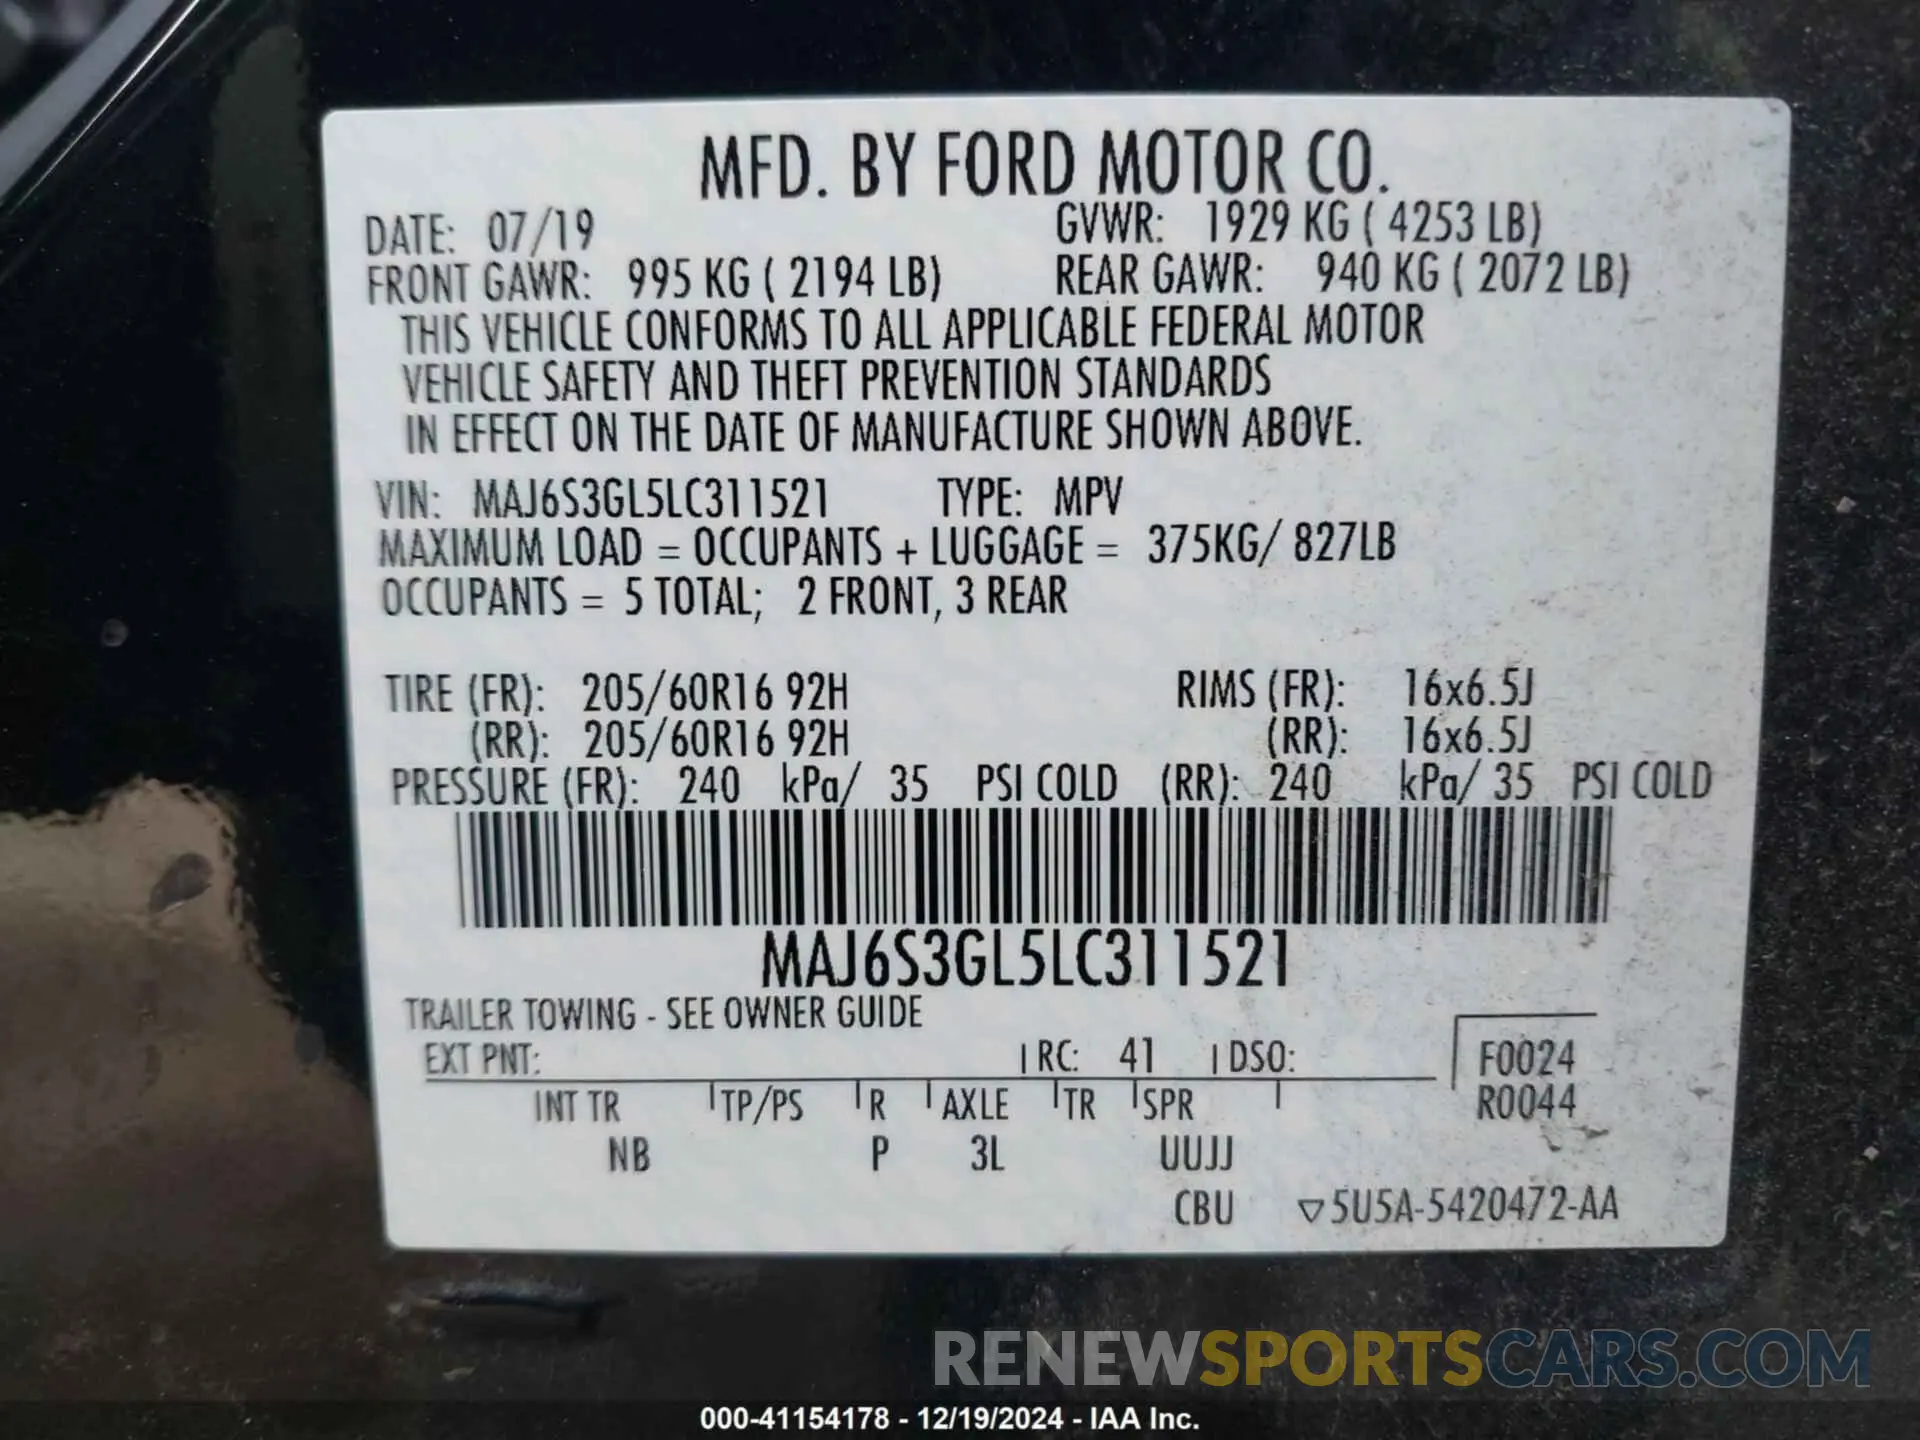 MFD. BY FORD MOTOR CO.
DATE: 07/19 GVWR: 1929 KG ( 4253 LB)
FRONT GAWR: 995 KG ( 2194 LB) REAR GAWR: 940 KG ( 2072 LB)
THIS VEHICLE CONFORMS TO ALL APPLICABLE FEDERAL MOTOR
VEHICLE SAFETY AND THEFT PREVENTION STANDARDS
IN EFFECT ON THE DATE OF MANUFACTURE SHOWN ABOVE.
VIN: MAJ6S3GL5LC311521 TYPE: MPV
MAXIMUM LOAD = OCCUPANTS + LUGGAGE = 375KG/ 827LB
OCCUPANTS = 5 TOTAL; 2 FRONT, 3 REAR
TIRE (FR): 205/60R16 92H RIMS (FR): 16x6.5J
(RR): 205/60R16 92H (RR): 16x6.5J
PRESSURE (FR): 240 kPa/ 35 PSI COLD (RR): 240 kPa/ 35 PSI COLD
MAJ6S3GL5LC311521
TRAILER TOWING - SEE OWNER GUIDE
EXT PNT: RC: 41 DSO: F0024
INT TR TP/PS R AXLE TR SPR R0044
NB P 3L UUJJ
CBU ▽5U5A-5420472-AA
RENEWSPORTSCARS.COM
000-41154178 - 12/19/2024 - IAA Inc.